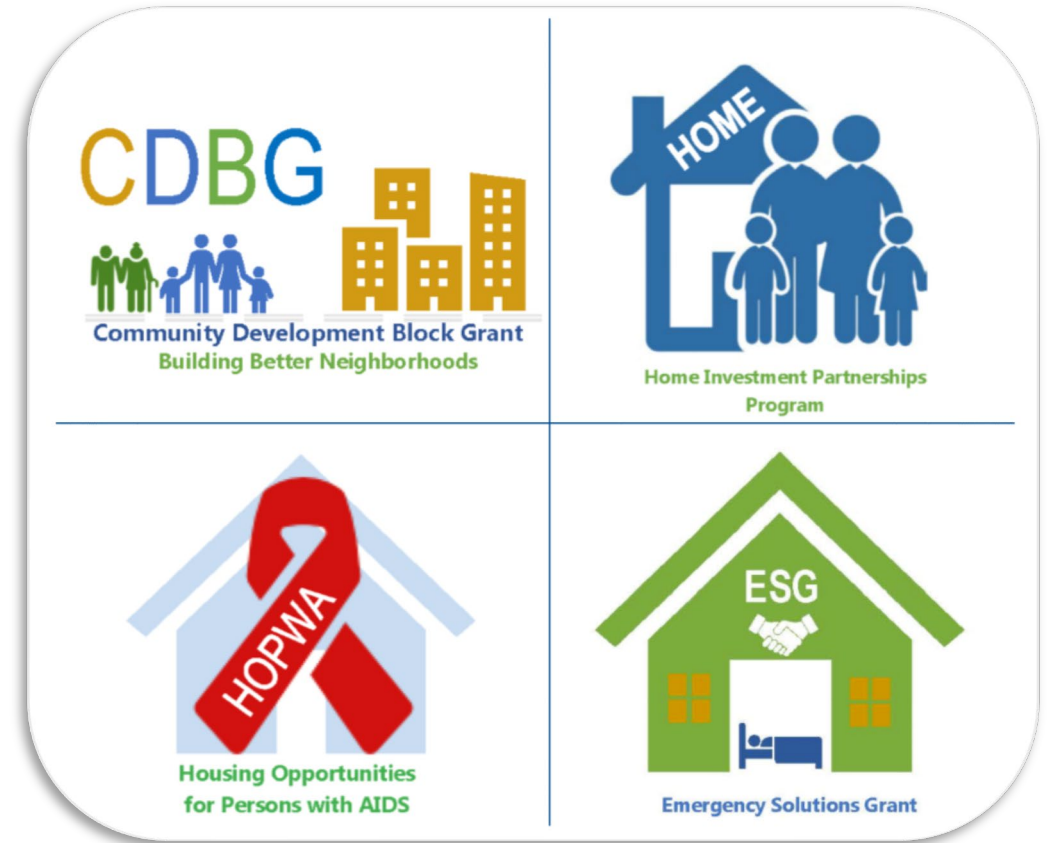 CDBG
Community Development Block Grant
Building Better Neighborhoods
HOME
Home Investment Partnerships
Program
HOPWA
Housing Opportunities
for Persons with AIDS
ESG
Emergency Solutions Grant